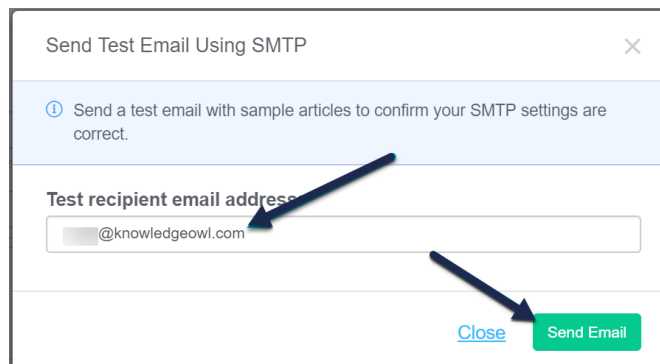 Send Test Email Using SMTP
Send a test email with sample articles to confirm your SMTP settings are
correct.
Test recipient email address
@knowledgeowl.com
Close
Send Email